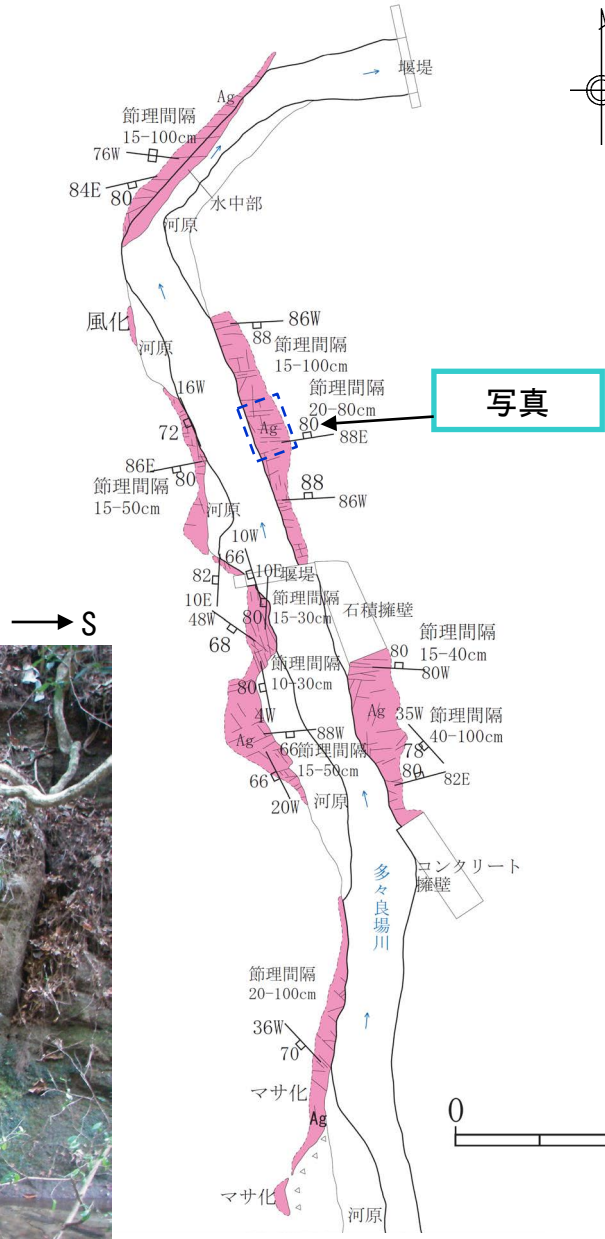 堰堤
Ag
節理間隔
15-100cm
76W
84E
80
水中部
河原
風化
河原
86W
88
節理間隔
15-100cm
節理間隔
20-80cm
写真
Ag
80
88E
16W
72
86E
80
節理間隔
15-50cm
88
86W
河原
10W
66
10E
堰堤
82
10E
48W
68
80
節理間隔
15-30cm
石積擁壁
S
節理間隔
10-30cm
80
4W
Ag
88W
66
節理間隔
15-50cm
66
20W
河原
80
節理間隔
15-40cm
80W
Ag
35W
節理間隔
40-100cm
78
80
82E
コンクリート
擁壁
多々良場川
節理間隔
20-100cm
36W
70
マサ化
Ag
マサ化
河原
0